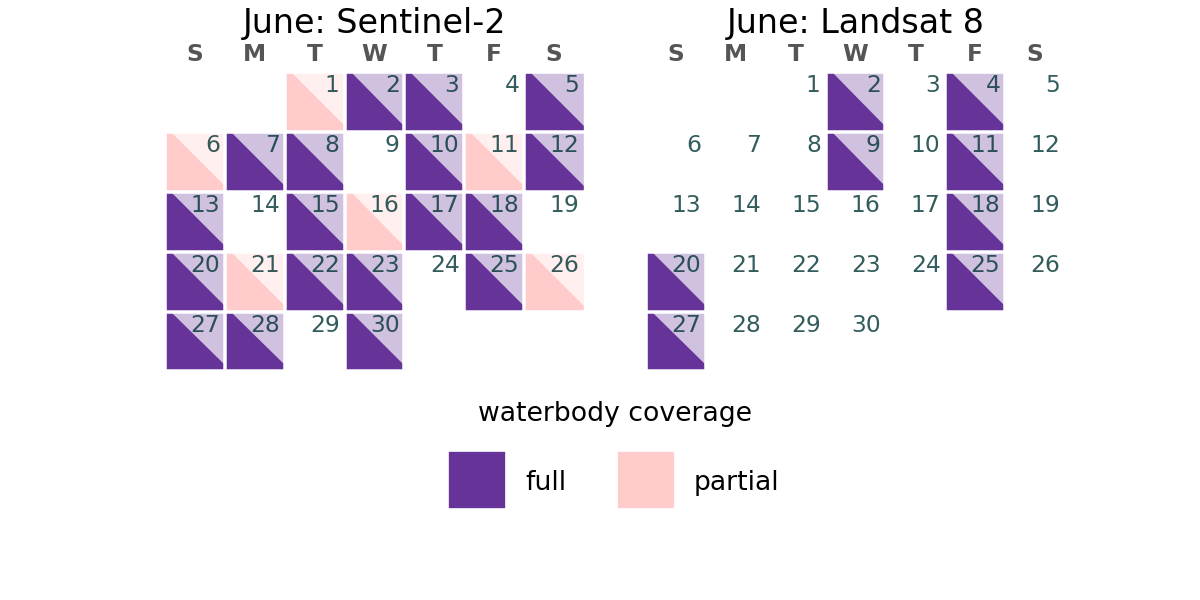 June: Sentinel-2
S M T W T F S
1 2 3 4 5
6 7 8 9 10 11 12
13 14 15 16 17 18 19
20 21 22 23 24 25 26
27 28 29 30
June: Landsat 8
S M T W T F S
1 2 3 4 5
6 7 8 9 10 11 12
13 14 15 16 17 18 19
20 21 22 23 24 25 26
27 28 29 30
waterbody coverage
full partial